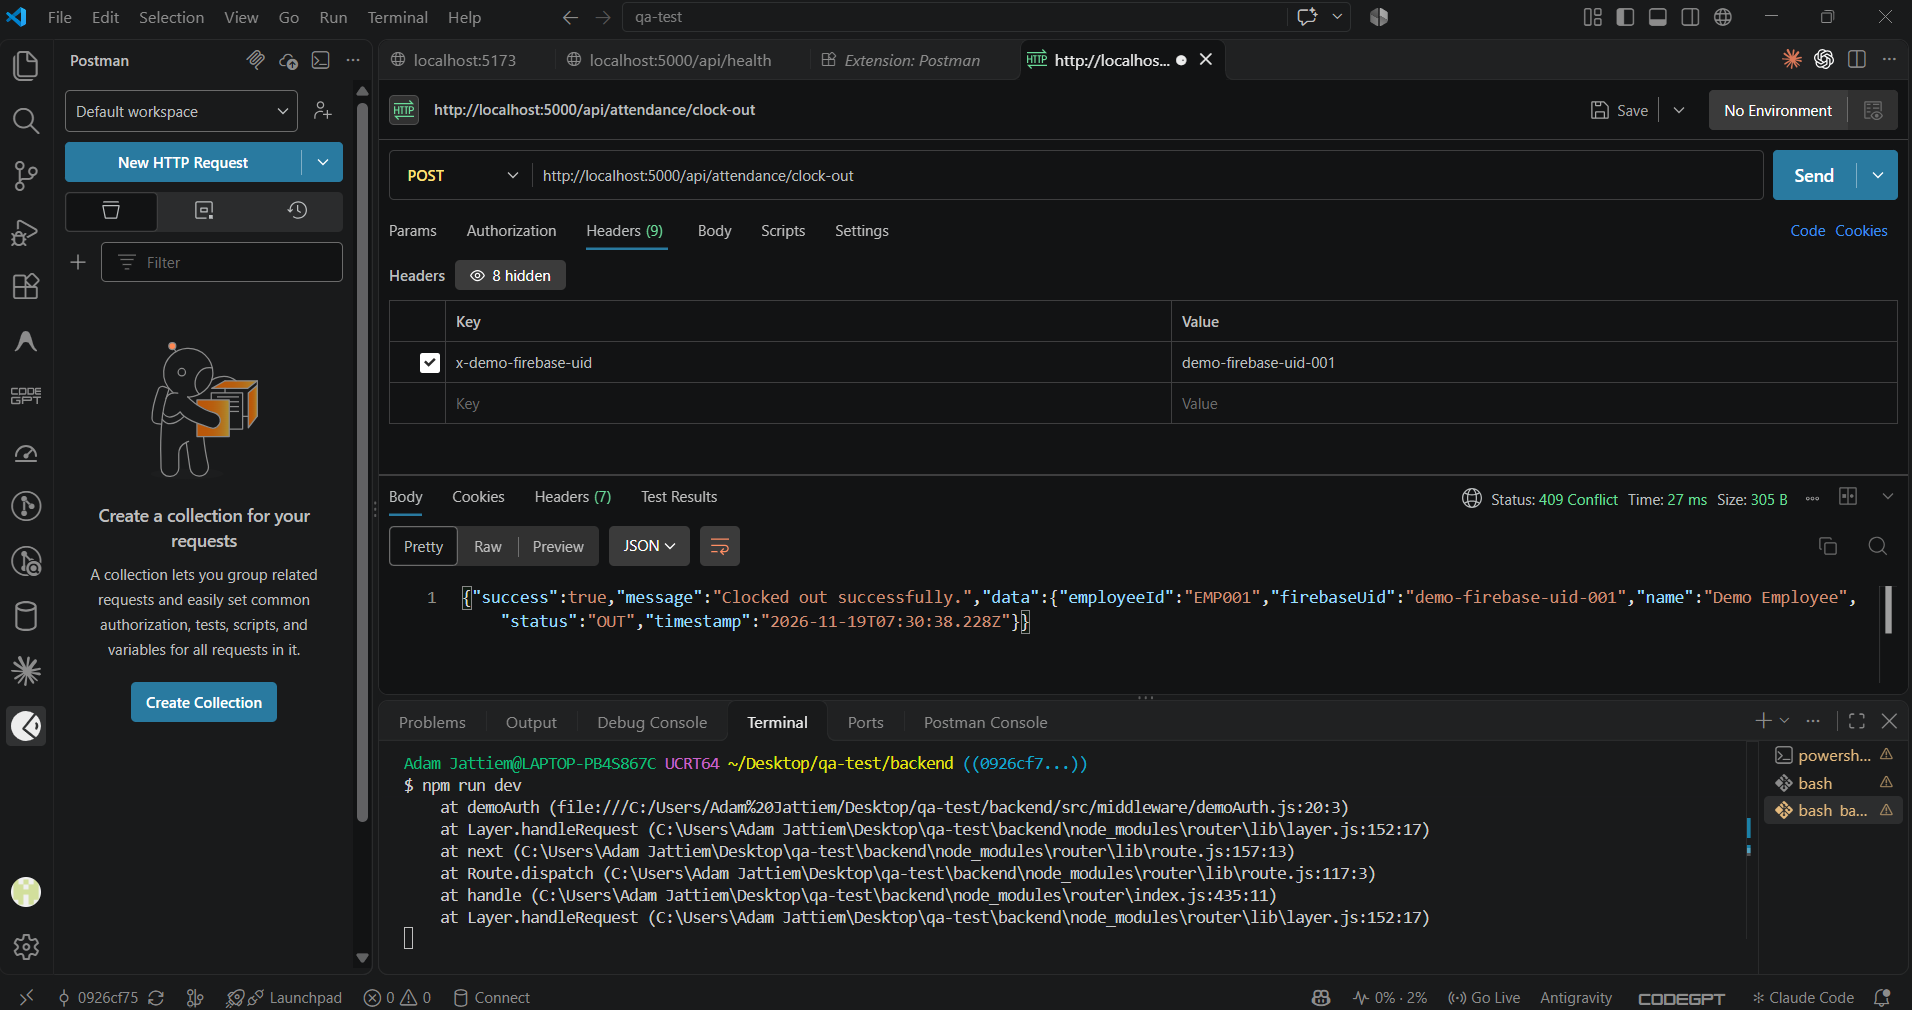 File Edit Selection View Go Run Terminal Help
qa-test
Postman
localhost:5173
localhost:5000/api/health
Extension: Postman
http://localhos...
Default workspace
HTTP http://localhost:5000/api/attendance/clock-out
Save
No Environment
New HTTP Request
POST
http://localhost:5000/api/attendance/clock-out
Send
Filter
Params Authorization Headers (9) Body Scripts Settings
Code Cookies
Headers
8 hidden
Key Value
x-demo-firebase-uid demo-firebase-uid-001
Key Value
CODE
GPT
Create a collection for your
requests
A collection lets you group related
requests and easily set common
authorization, tests, scripts, and
variables for all requests in it.
Create Collection
Body Cookies Headers (7) Test Results
Status: 409 Conflict Time: 27 ms Size: 305 B
Pretty Raw Preview JSON
1 {"success":true,"message":"Clocked out successfully.","data":{"employeeId":"EMP001","firebaseUid":"demo-firebase-uid-001","name":"Demo Employee",
"status":"OUT","timestamp":"2026-11-19T07:30:38.228Z"}}
Problems Output Debug Console Terminal Ports Postman Console
Adam Jattiem@LAPTOP-PB4S867C UCRT64 ~/Desktop/qa-test/backend ((0926cf7...))
$ npm run dev
at demoAuth (file:///C:/Users/Adam%20Jattiem/Desktop/qa-test/backend/src/middleware/demoAuth.js:20:3)
at Layer.handleRequest (C:\Users\Adam Jattiem\Desktop\qa-test\backend\node_modules\router\lib\layer.js:152:17)
at next (C:\Users\Adam Jattiem\Desktop\qa-test\backend\node_modules\router\lib\route.js:157:13)
at Route.dispatch (C:\Users\Adam Jattiem\Desktop\qa-test\backend\node_modules\router\lib\route.js:117:3)
at handle (C:\Users\Adam Jattiem\Desktop\qa-test\backend\node_modules\router\index.js:435:11)
at Layer.handleRequest (C:\Users\Adam Jattiem\Desktop\qa-test\backend\node_modules\router\lib\layer.js:152:17)
powersh...
bash
bash ba...
0926cf75
Launchpad
0 0
Connect
0% · 2%
Go Live
Antigravity
CODEGPT
Claude Code